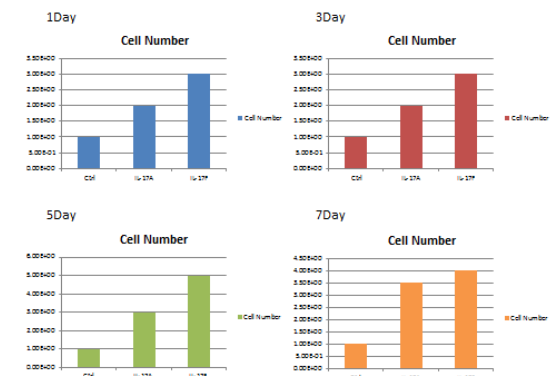 1Day
Cell Number
3.50E+00
3.00E+00
2.50E+00
2.00E+00
1.50E+00
1.00E+00
5.00E-01
0.00E+00
Ctrl
IL-17A
IL-17F
Cell Number
3Day
Cell Number
3.50E+00
3.00E+00
2.50E+00
2.00E+00
1.50E+00
1.00E+00
5.00E-01
0.00E+00
Ctrl
IL-17A
IL-17F
Cell Number
5Day
Cell Number
6.00E+00
5.00E+00
4.00E+00
3.00E+00
2.00E+00
1.00E+00
0.00E+00
Cell Number
7Day
Cell Number
4.50E+00
4.00E+00
3.50E+00
3.00E+00
2.50E+00
2.00E+00
1.50E+00
1.00E+00
5.00E-01
0.00E+00
Cell Number